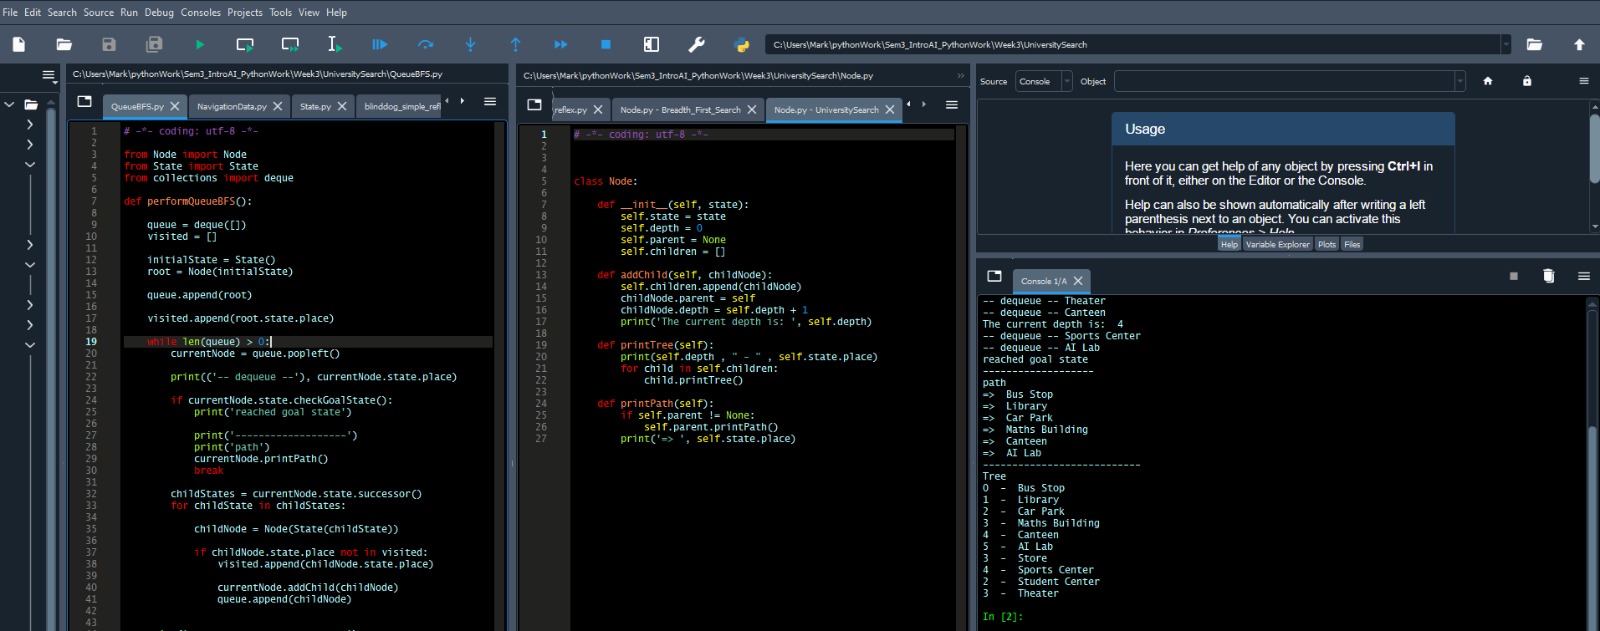 File Edit Search Source Run Debug Consoles Projects Tools View Help
C:\Users\Mark\pythonWork\Sem3_IntroAI_PythonWork\Week3\UniversitySearch
C:\Users\Mark\pythonWork\Sem3_IntroAI_PythonWork\Week3\UniversitySearch\QueueBFS.py
QueueBFS.py NavigationData.py State.py blinddog_simple_refl
1 # -*- coding: utf-8 -*-
2
3 from Node import Node
4 from State import State
5 from collections import deque
6
7 def performQueueBFS():
8
9 queue = deque([])
10 visited = []
11
12 initialState = State()
13 root = Node(initialState)
14
15 queue.append(root)
16
17 visited.append(root.state.place)
18
19 while len(queue) > 0:
20 currentNode = queue.popleft()
21
22 print(('-- dequeue --'), currentNode.state.place)
23
24 if currentNode.state.checkGoalState():
25 print('reached goal state')
26
27 print('-------------------')
28 print('path')
29 currentNode.printPath()
30 break
31
32 childStates = currentNode.state.successor()
33 for childState in childStates:
34
35 childNode = Node(State(childState))
36
37 if childNode.state.place not in visited:
38 visited.append(childNode.state.place)
39
40 currentNode.addChild(childNode)
41 queue.append(childNode)
42
43
C:\Users\Mark\pythonWork\Sem3_IntroAI_PythonWork\Week3\UniversitySearch\Node.py
reflex.py Node.py - Breadth_First_Search Node.py - UniversitySearch
1 # -*- coding: utf-8 -*-
2
3
4
5 class Node:
6
7 def __init__(self, state):
8 self.state = state
9 self.depth = 0
10 self.parent = None
11 self.children = []
12
13 def addChild(self, childNode):
14 self.children.append(childNode)
15 childNode.parent = self
16 childNode.depth = self.depth + 1
17 print('The current depth is: ', self.depth)
18
19 def printTree(self):
20 print(self.depth , " - " , self.state.place)
21 for child in self.children:
22 child.printTree()
23
24 def printPath(self):
25 if self.parent != None:
26 self.parent.printPath()
27 print('=> ', self.state.place)
Source Console Object
Usage
Here you can get help of any object by pressing Ctrl+I in
front of it, either on the Editor or the Console.
Help can also be shown automatically after writing a left
parenthesis next to an object. You can activate this
behavior in Preferences > Help.
Help Variable Explorer Plots Files
Console 1/A
-- dequeue -- Theater
-- dequeue -- Canteen
The current depth is: 4
-- dequeue -- Sports Center
-- dequeue -- AI Lab
reached goal state
-------------------
path
=> Bus Stop
=> Library
=> Car Park
=> Maths Building
=> Canteen
=> AI Lab
---------------------------
Tree
0 - Bus Stop
1 - Library
2 - Car Park
3 - Maths Building
4 - Canteen
5 - AI Lab
3 - Store
4 - Sports Center
2 - Student Center
3 - Theater
In [2]: